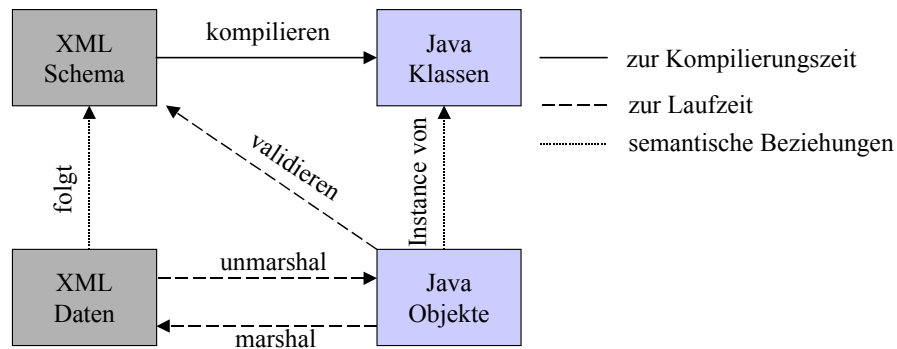 XML
Schema
kompilieren
Java
Klassen
zur Kompilierungszeit
zur Laufzeit
semantische Beziehungen
folgt
validieren
Instance von
XML
Daten
unmarshal
marshal
Java
Objekte